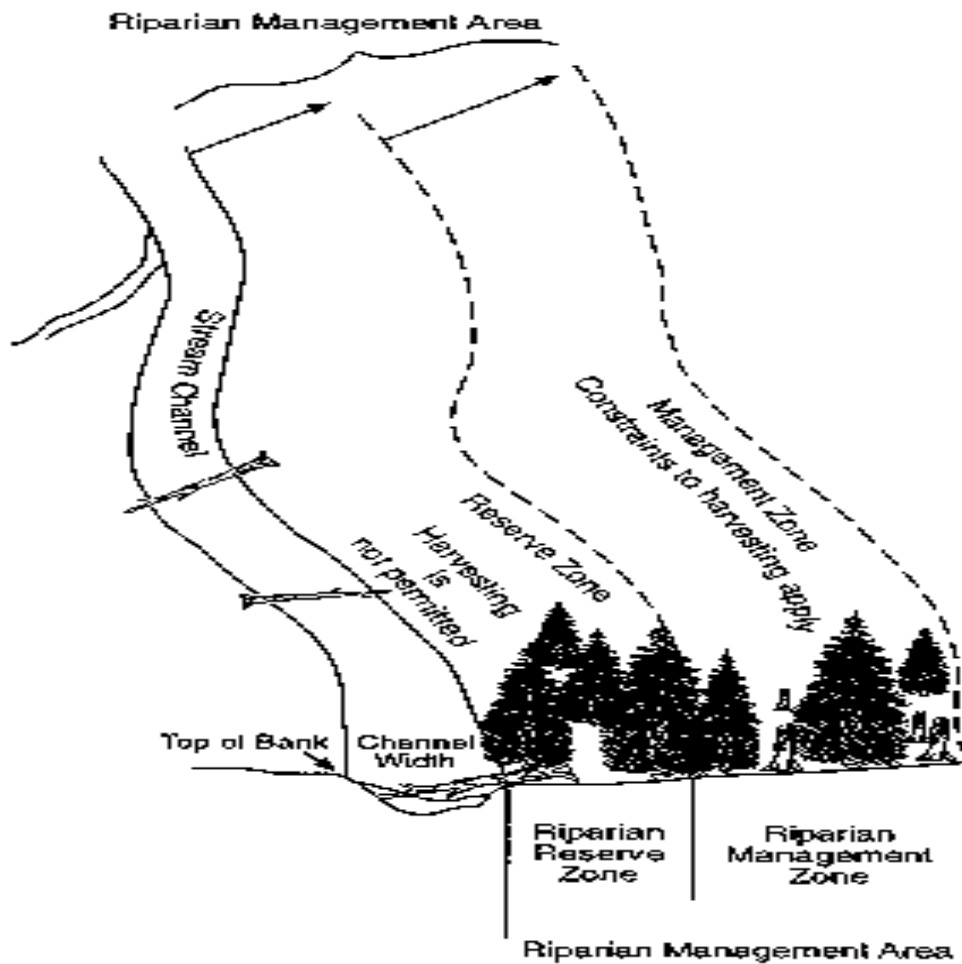 Riparian Management Area
Stream Channel
Management Zone
Constraints to harvesting apply
Reserve Zone
Harvesting
is
not permitted
Top of Bank
Channel
Width
Riparian
Reserve
Zone
Riparian
Management
Zone
Riparian Management Area